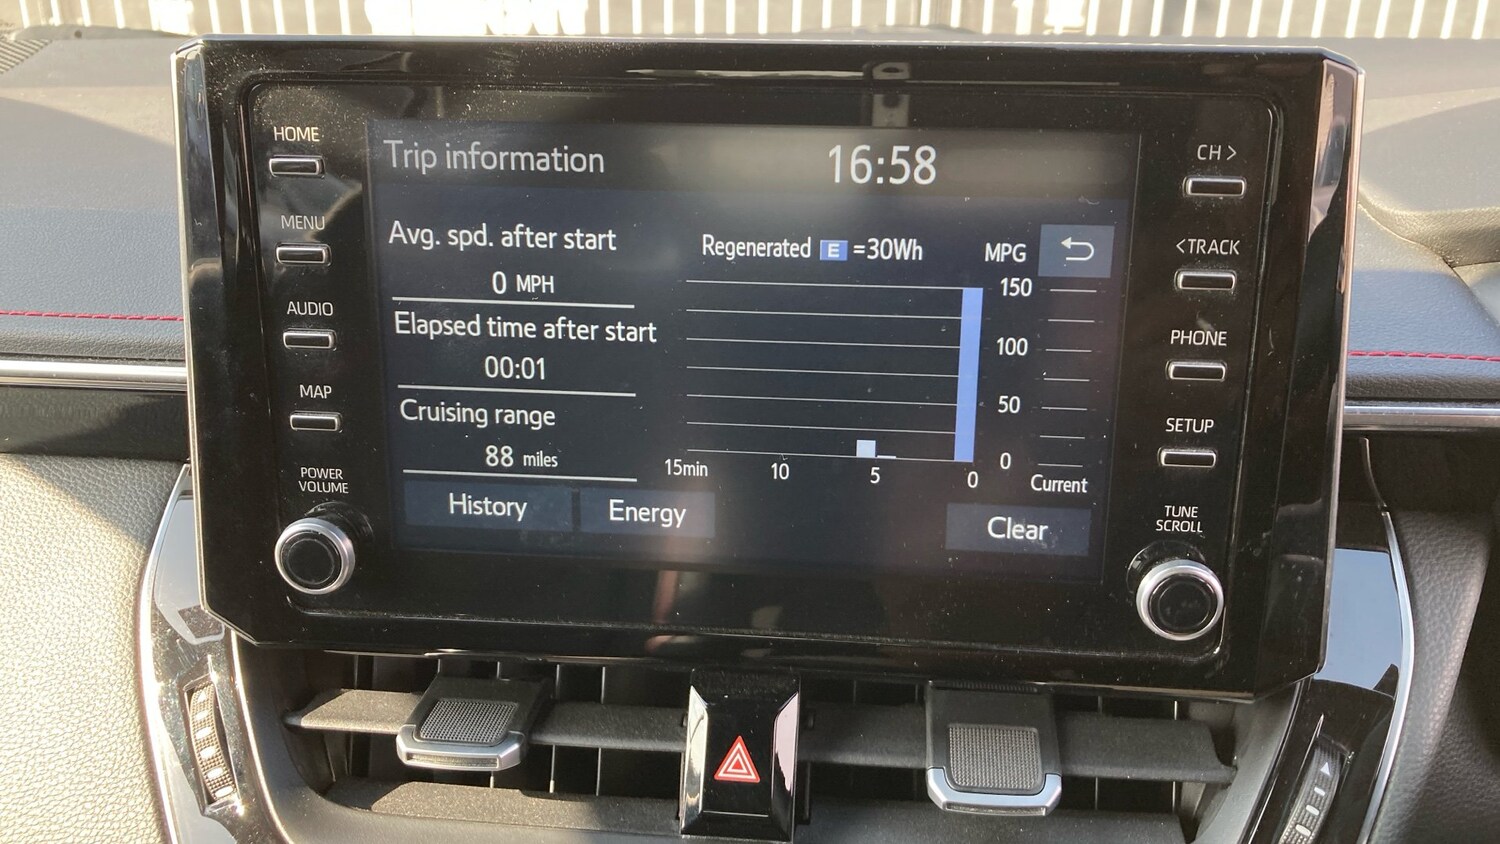 HOME
MENU
AUDIO
MAP
POWER
VOLUME
Trip information
16:58
Avg. spd. after start
0 MPH
Elapsed time after start
00:01
Cruising range
88 miles
History
Energy
Regenerated E =30Wh
MPG
150
100
50
0
15min 10 5 0 Current
Clear
CH >
< TRACK
PHONE
SETUP
TUNE
SCROLL